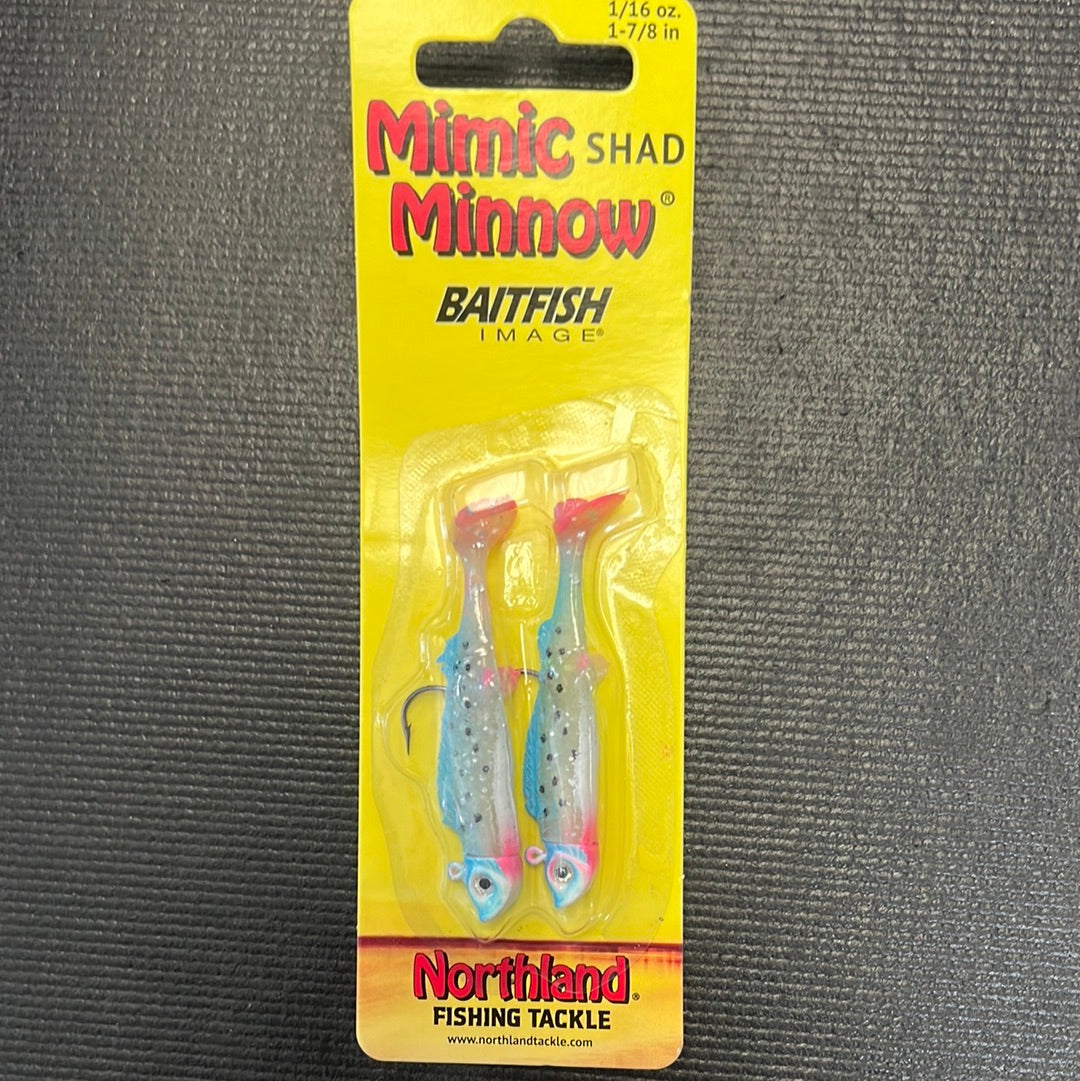 1/16 oz.
1-7/8 in
Mimic SHAD
Minnow®
BAITFISH
IMAGE®
Northland®
FISHING TACKLE
www.northlandtackle.com